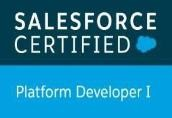 SALESFORCE
CERTIFIED
Platform Developer I